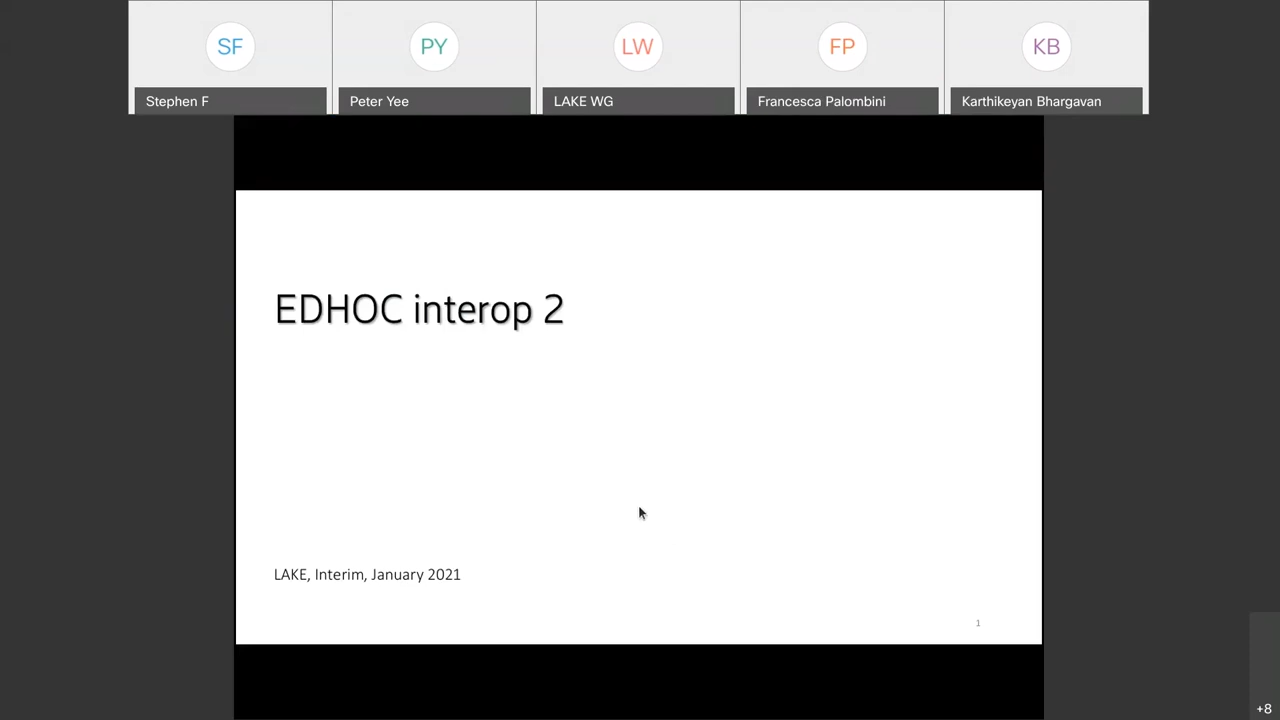 SF
PY
LW
FP
KB
Stephen F
Peter Yee
LAKE WG
Francesca Palombini
Karthikeyan Bhargavan
EDHOC interop 2
LAKE, Interim, January 2021
1
+8